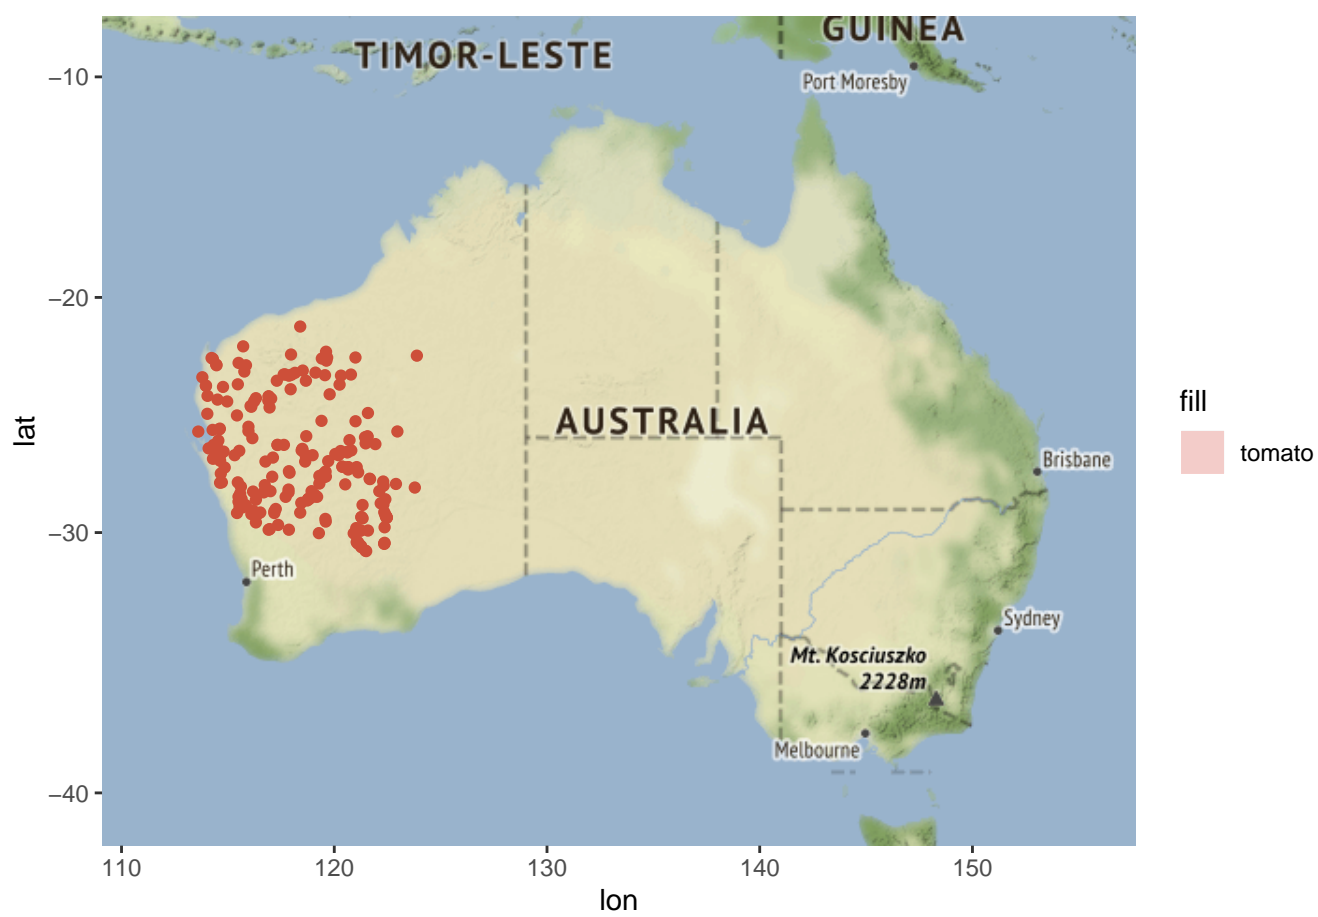 GUINEA
TIMOR-LESTE
Port Moresby
−10
−20
fill
AUSTRALIA
lat
tomato
Brisbane
−30
Perth
Sydney
Mt. Kosciuszko
2228m
Melbourne
−40
110 120 130 140 150
lon